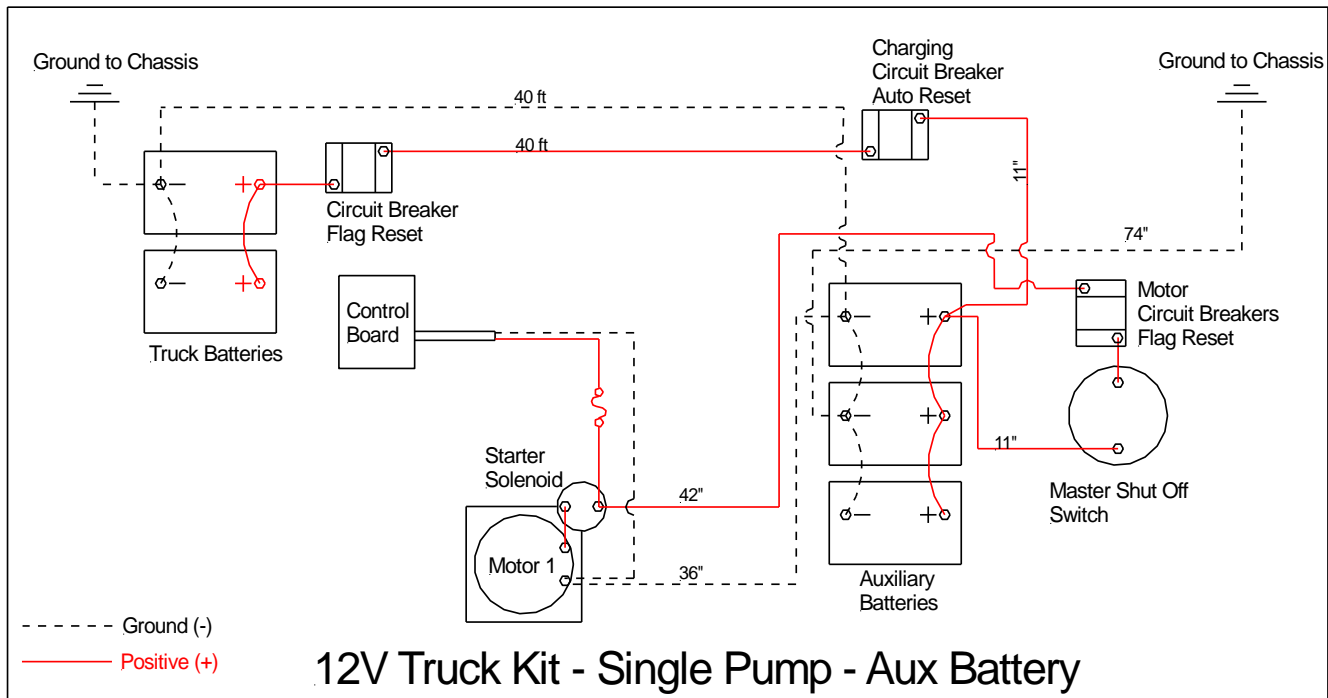 Ground to Chassis
40 ft
40 ft
Charging
Circuit Breaker
Auto Reset
Ground to Chassis
11"
74"
− +
− +
Truck Batteries
Circuit Breaker
Flag Reset
Control
Board
− +
− +
− +
Auxiliary
Batteries
Motor
Circuit Breakers
Flag Reset
11"
Master Shut Off
Switch
Starter
Solenoid
42"
Motor 1
36"
Ground (-)
Positive (+)
12V Truck Kit - Single Pump - Aux Battery